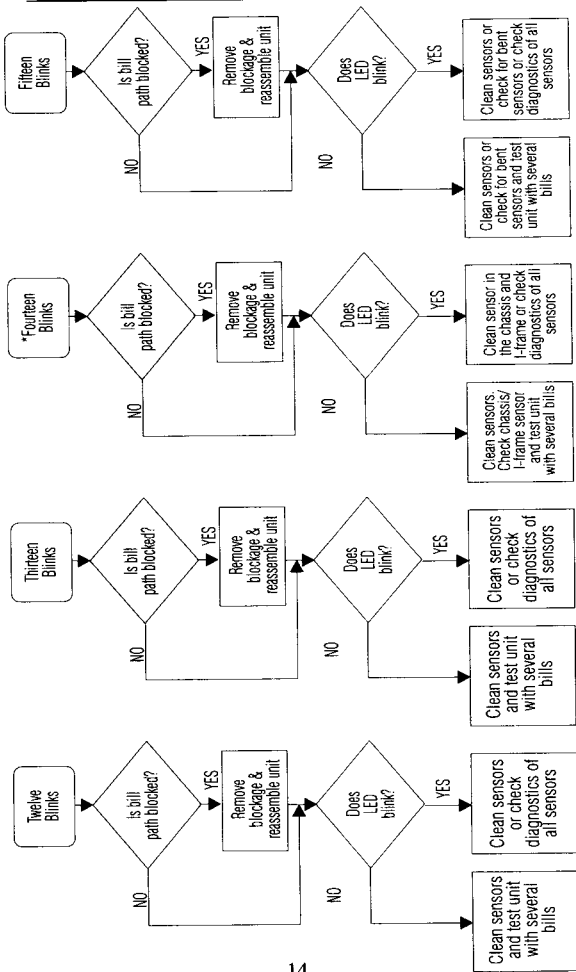 Twelve
Blinks
Is bill
path blocked?
YES
NO
Remove
blockage &
reassemble unit
Does
LED
blink?
NO
YES
Clean sensors
and test unit
with several
bills
Clean sensors
or check
diagnostics of
all sensors
Thirteen
Blinks
Is bill
path blocked?
YES
NO
Remove
blockage &
reassemble unit
Does
LED
blink?
NO
YES
Clean sensors
and test unit
with several
bills
Clean sensors
or check
diagnostics of
all sensors
*Fourteen
Blinks
Is bill
path blocked?
YES
NO
Remove
blockage &
reassemble unit
Does
LED
blink?
NO
YES
Clean sensors.
Check chassis/
I-frame sensor
and test unit
with several bills
Clean sensor in
the chassis and
I-frame or check
diagnostics of all
sensors
Fifteen
Blinks
Is bill
path blocked?
YES
NO
Remove
blockage &
reassemble unit
Does
LED
blink?
NO
YES
Clean sensors or
check for bent
sensors and test
unit with several
bills
Clean sensors or
check for bent
sensors or check
diagnostics of all
sensors
14